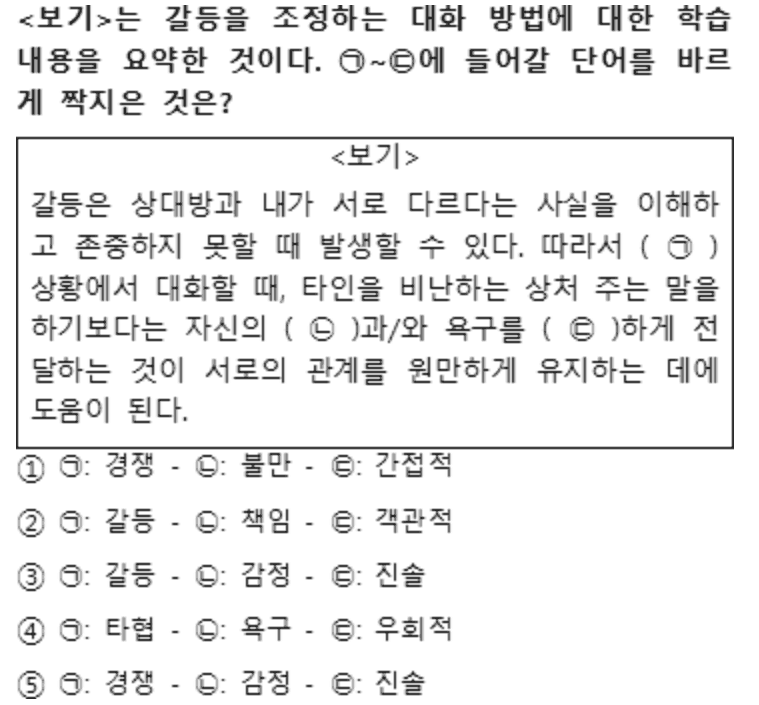 <보기>는 갈등을 조정하는 대화 방법에 대한 학습
내용을 요약한 것이다. ㉠~㉢에 들어갈 단어를 바르
게 짝지은 것은?
<보기>
갈등은 상대방과 내가 서로 다르다는 사실을 이해하
고 존중하지 못할 때 발생할 수 있다. 따라서 ( ㉠ )
상황에서 대화할 때, 타인을 비난하는 상처 주는 말을
하기보다는 자신의 ( ㉡ )과/와 욕구를 ( ㉢ )하게 전
달하는 것이 서로의 관계를 원만하게 유지하는 데에
도움이 된다.
① ㉠: 경쟁 - ㉡: 불만 - ㉢: 간접적
② ㉠: 갈등 - ㉡: 책임 - ㉢: 객관적
③ ㉠: 갈등 - ㉡: 감정 - ㉢: 진솔
④ ㉠: 타협 - ㉡: 욕구 - ㉢: 우회적
⑤ ㉠: 경쟁 - ㉡: 감정 - ㉢: 진솔